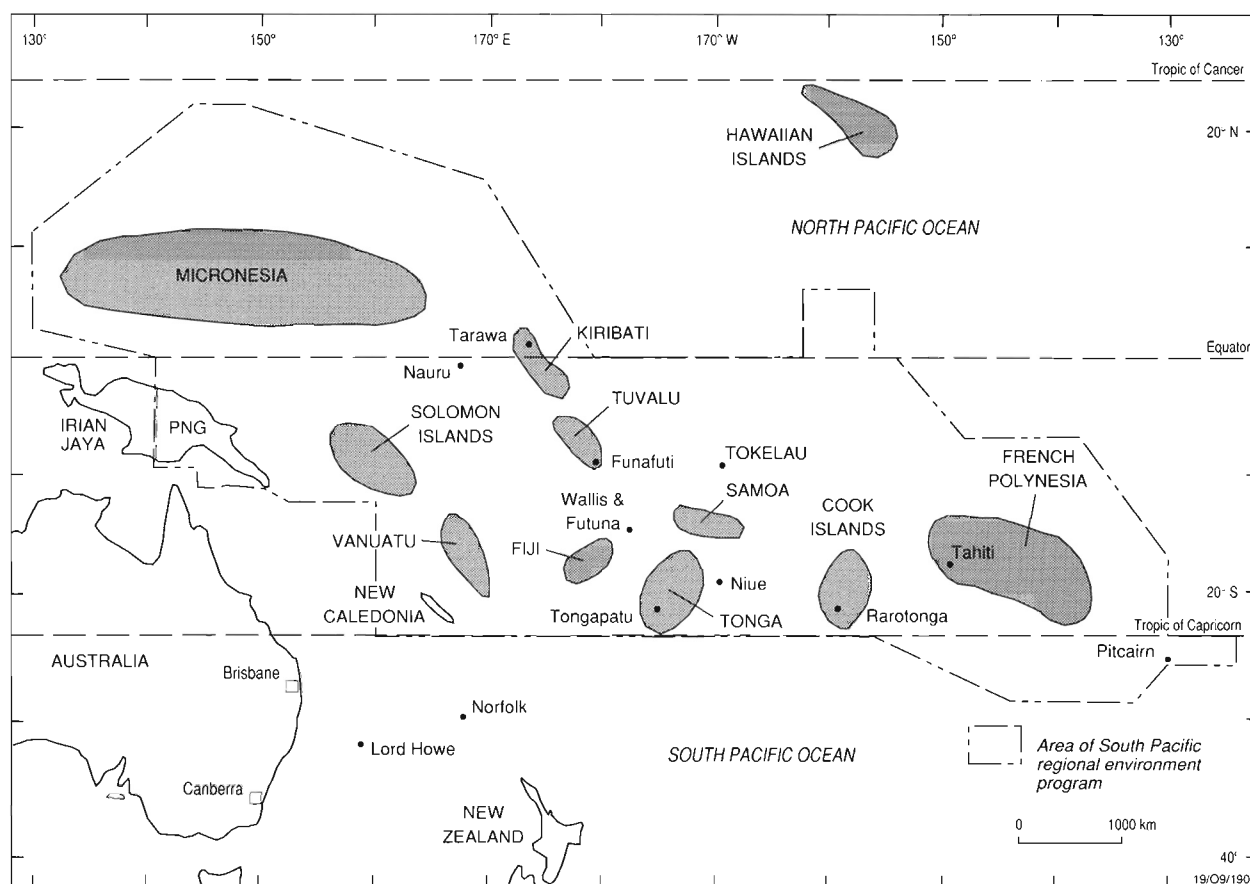 130°
150°
170° E
170° W
150°
130°
Tropic of Cancer
20° N
HAWAIIAN
ISLANDS
NORTH PACIFIC OCEAN
MICRONESIA
Tarawa
KIRIBATI
Equator
Nauru
TUVALU
SOLOMON
ISLANDS
IRIAN
JAYA
PNG
Funafuti
TOKELAU
FRENCH
POLYNESIA
SAMOA
Wallis &
Futuna
COOK
ISLANDS
VANUATU
FIJI
Tahiti
NEW
CALEDONIA
Niue
20° S
Tongapatu
TONGA
Rarotonga
Tropic of Capricorn
AUSTRALIA
Pitcairn
Brisbane
Norfolk
Lord Howe
SOUTH PACIFIC OCEAN
Area of South Pacific
regional environment
program
Canberra
NEW
ZEALAND
0 1000 km
40°
19/O9/190